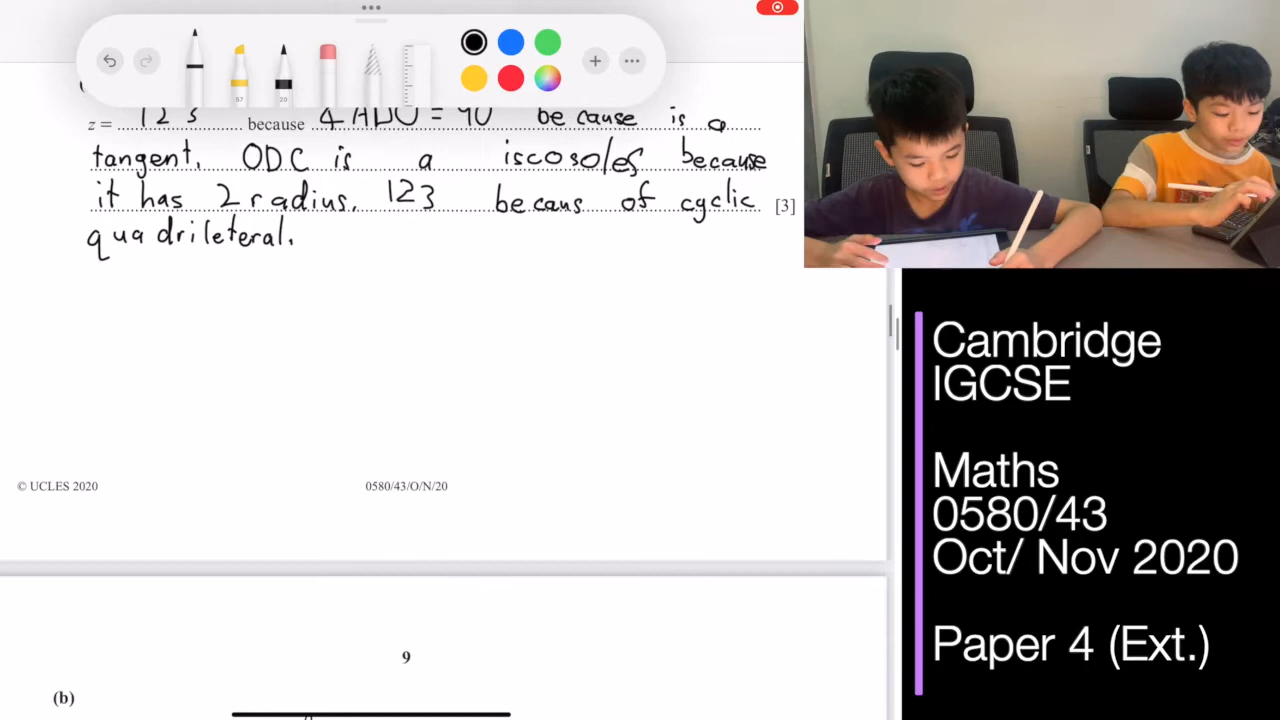 57
20
z = 123 because ∡ADO = 90 because is a
tangent. ODC is a iscosoles because
it has 2 radius. 123 becaus of cyclic [3]
quadrileteral.
© UCLES 2020
0580/43/O/N/20
9
(b)
Cambridge
IGCSE
Maths
0580/43
Oct/ Nov 2020
Paper 4 (Ext.)